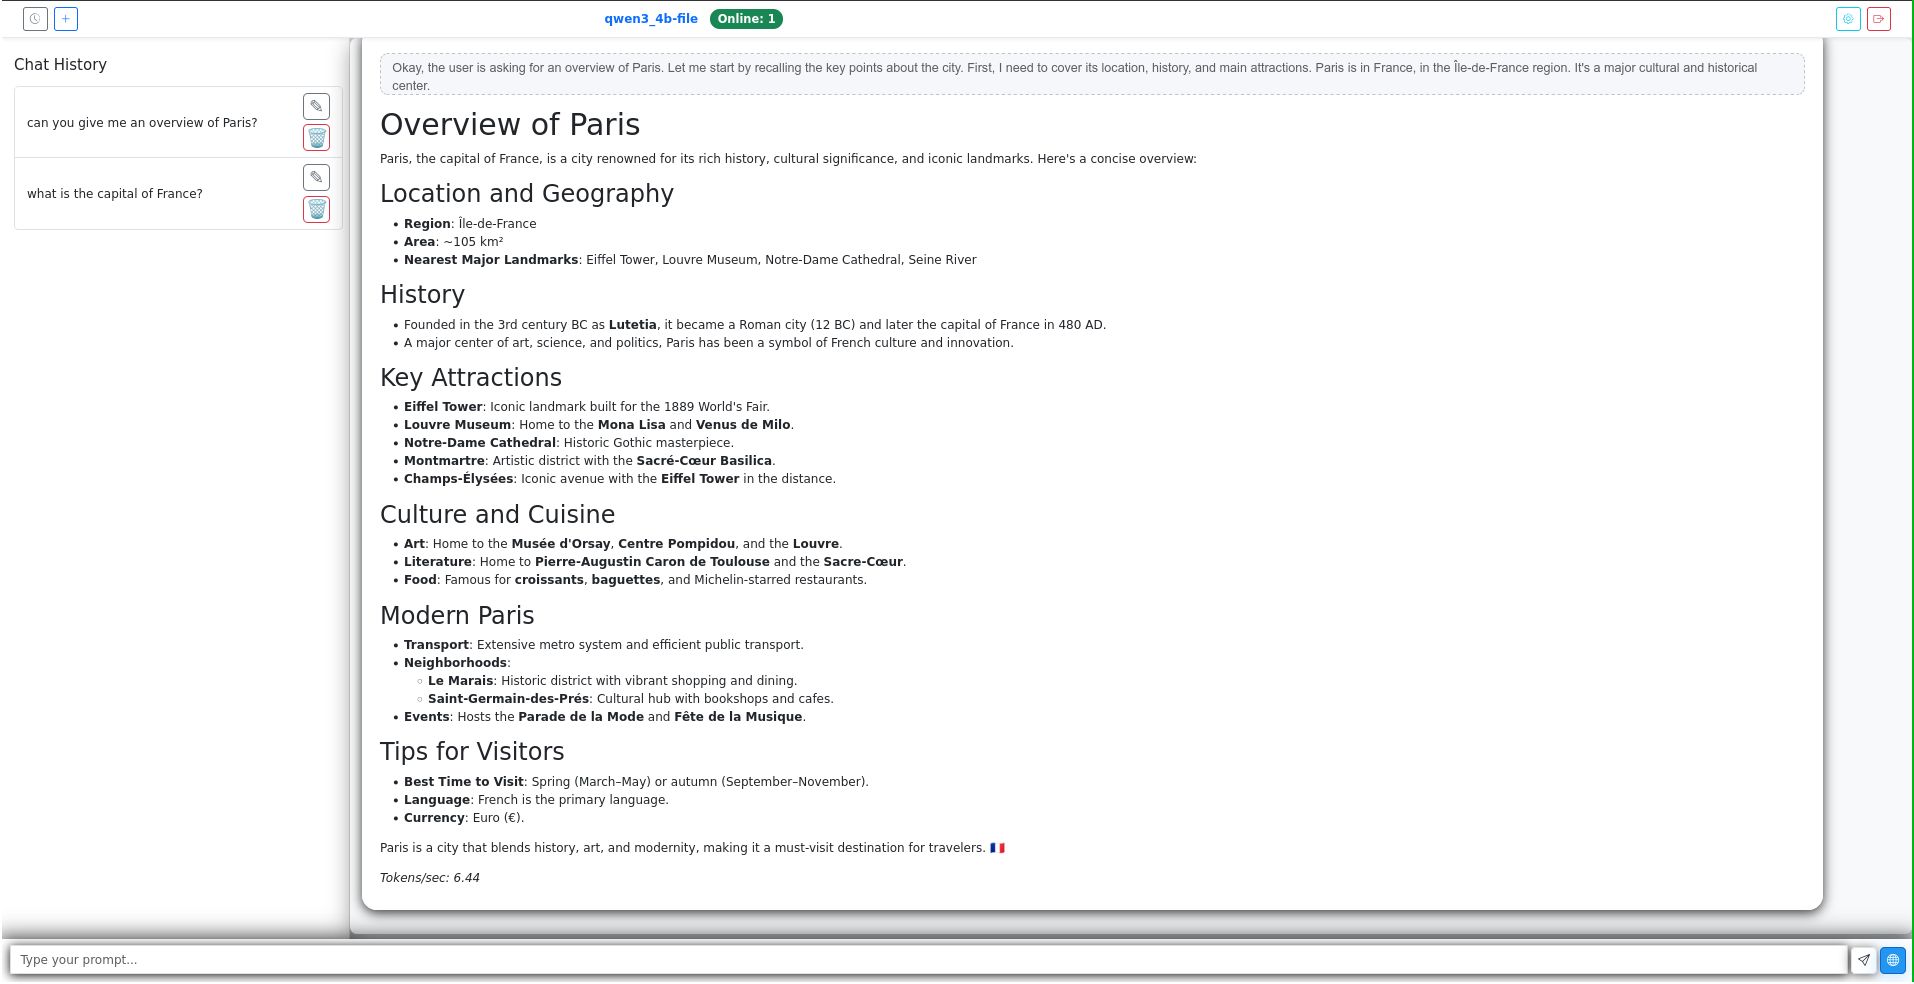 qwen3_4b-file Online: 1
Chat History
can you give me an overview of Paris?
what is the capital of France?
Okay, the user is asking for an overview of Paris. Let me start by recalling the key points about the city. First, I need to cover its location, history, and main attractions. Paris is in France, in the Île-de-France region. It's a major cultural and historical
center.
Overview of Paris
Paris, the capital of France, is a city renowned for its rich history, cultural significance, and iconic landmarks. Here's a concise overview:
Location and Geography
• Region: Île-de-France
• Area: ~105 km²
• Nearest Major Landmarks: Eiffel Tower, Louvre Museum, Notre-Dame Cathedral, Seine River
History
• Founded in the 3rd century BC as Lutetia, it became a Roman city (12 BC) and later the capital of France in 480 AD.
• A major center of art, science, and politics, Paris has been a symbol of French culture and innovation.
Key Attractions
• Eiffel Tower: Iconic landmark built for the 1889 World's Fair.
• Louvre Museum: Home to the Mona Lisa and Venus de Milo.
• Notre-Dame Cathedral: Historic Gothic masterpiece.
• Montmartre: Artistic district with the Sacré-Cœur Basilica.
• Champs-Élysées: Iconic avenue with the Eiffel Tower in the distance.
Culture and Cuisine
• Art: Home to the Musée d'Orsay, Centre Pompidou, and the Louvre.
• Literature: Home to Pierre-Augustin Caron de Toulouse and the Sacre-Cœur.
• Food: Famous for croissants, baguettes, and Michelin-starred restaurants.
Modern Paris
• Transport: Extensive metro system and efficient public transport.
• Neighborhoods:
◦ Le Marais: Historic district with vibrant shopping and dining.
◦ Saint-Germain-des-Prés: Cultural hub with bookshops and cafes.
• Events: Hosts the Parade de la Mode and Fête de la Musique.
Tips for Visitors
• Best Time to Visit: Spring (March–May) or autumn (September–November).
• Language: French is the primary language.
• Currency: Euro (€).
Paris is a city that blends history, art, and modernity, making it a must-visit destination for travelers. 🇫🇷
Tokens/sec: 6.44
Type your prompt...